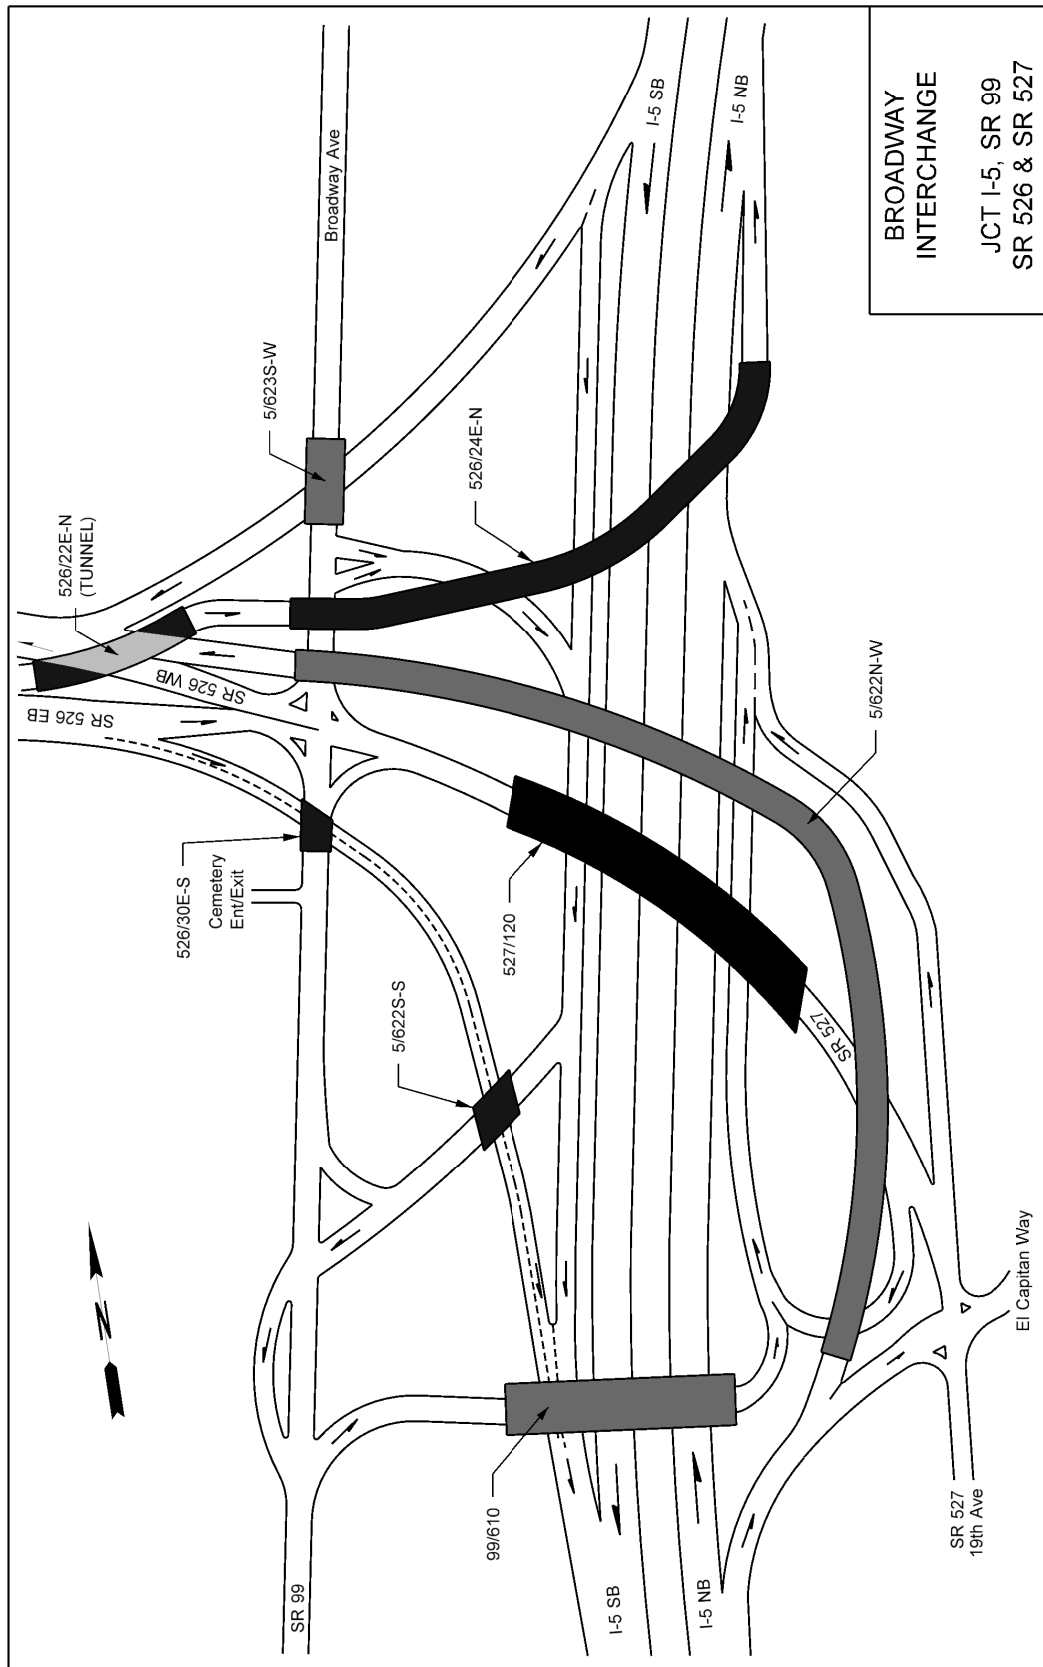 BROADWAY
INTERCHANGE
JCT I-5, SR 99
SR 526 & SR 527
I-5 SB
I-5 NB
Broadway Ave
5/623S-W
526/24E-N
526/22E-N
(TUNNEL)
SR 526 WB
SR 526 WB
SR 526 EB
5/622N-W
526/30E-S
Cemetery
Ent/Exit
527/120
5/622S-S
SR 527
N
El Capitan Way
99/610
SR 527
19th Ave
SR 99
I-5 SB
I-5 NB